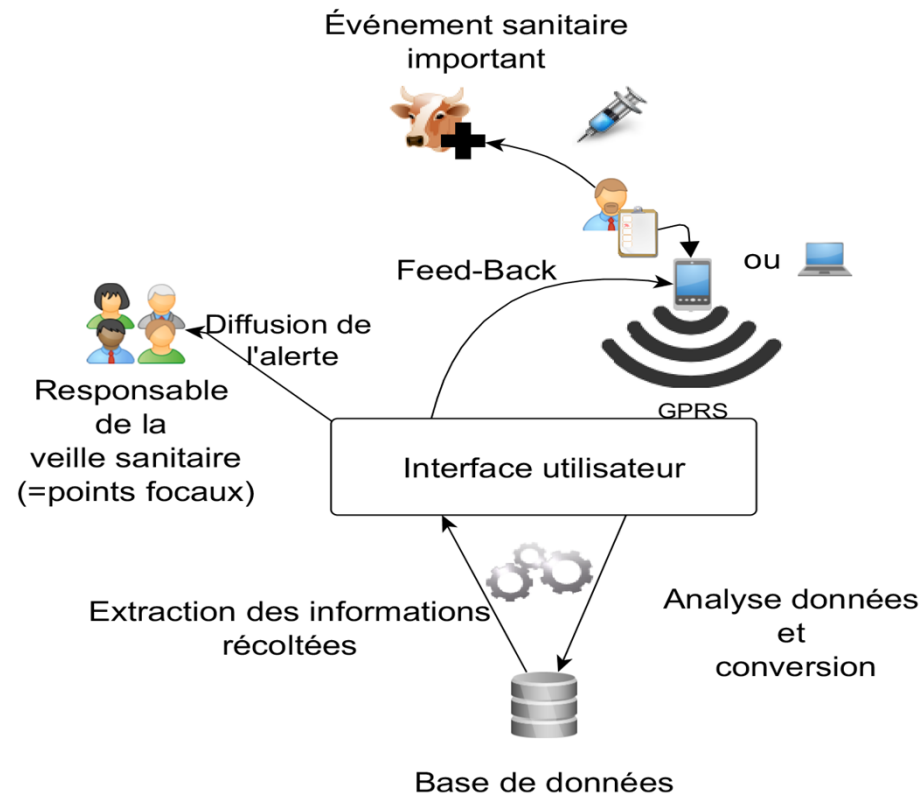 Événement sanitaire
important
ou
Feed-Back
Diffusion de
l'alerte
Responsable
de la
veille sanitaire
(=points focaux)
GPRS
Interface utilisateur
Extraction des informations
récoltées
Analyse données
et
conversion
Base de données